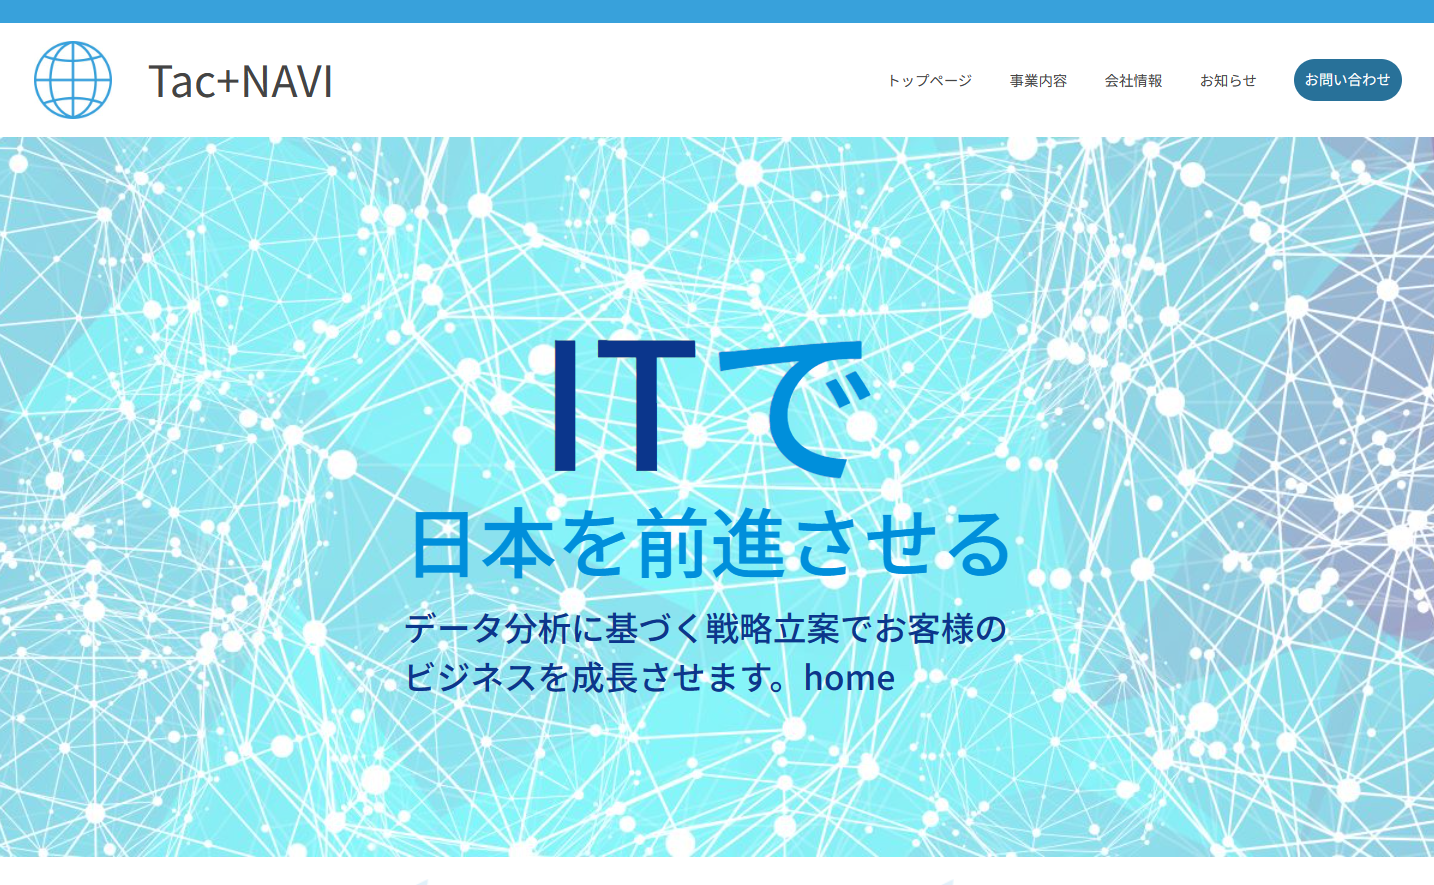 Tac+NAVI
トップページ 事業内容 会社情報 お知らせ お問い合わせ
ITで
日本を前進させる
データ分析に基づく戦略立案でお客様の
ビジネスを成長させます。home